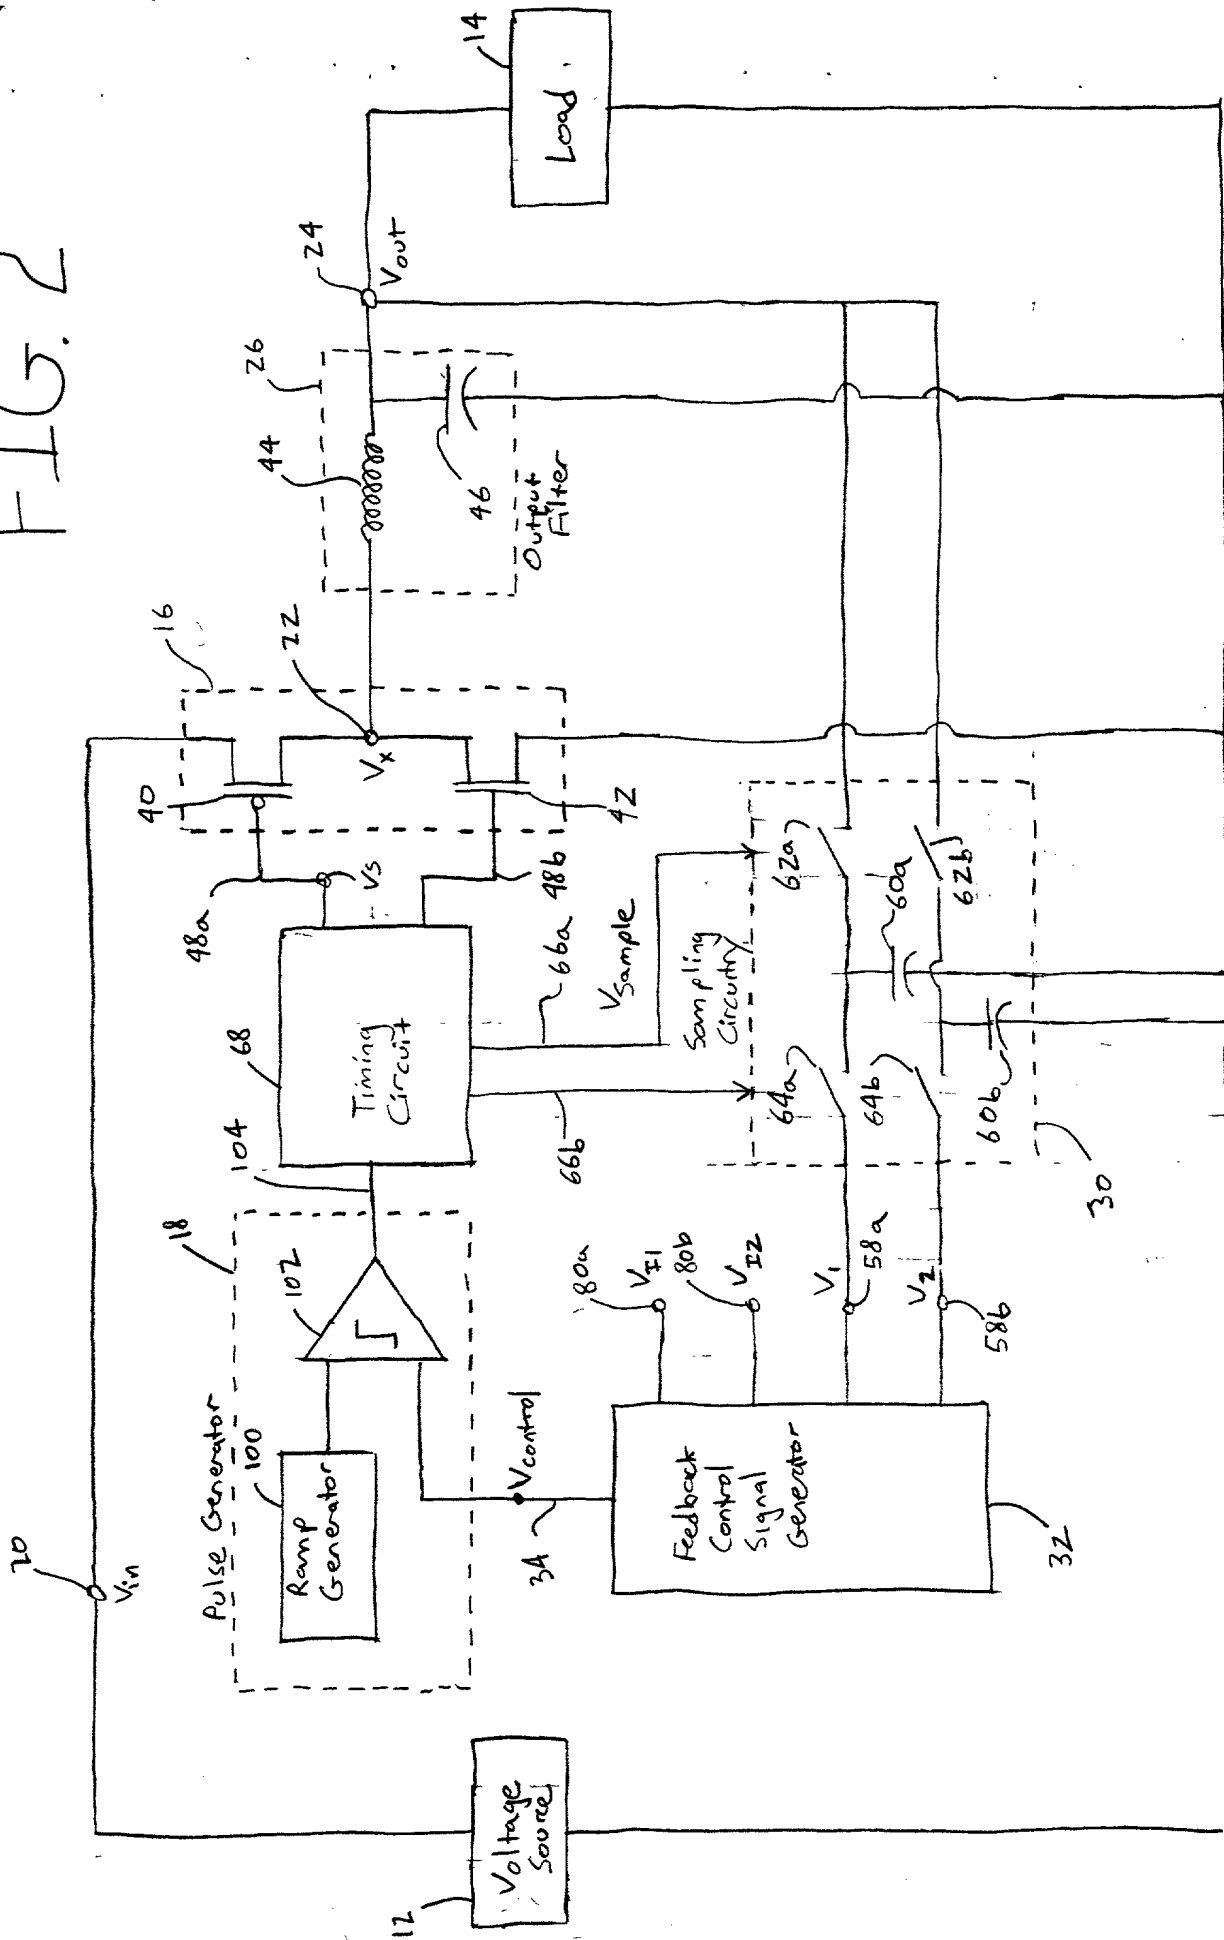 FIG. 2
20
Vin
12
Voltage
Source
Pulse Generator
18
100
Ramp
Generator
102
104
68
Timing
Circuit
48a
Vs
48b
40
42
16
Vx
22
44
26
46
Output
Filter
24
Vout
14
Load
34
Vcontrol
66a
Vsample
66b
Sampling
Circuitry
Feedback
Control
Signal
Generator
32
80a
VI1
80b
VI2
V1
58a
V2
58b
62a
62b
60a
64a
64b
60b
30